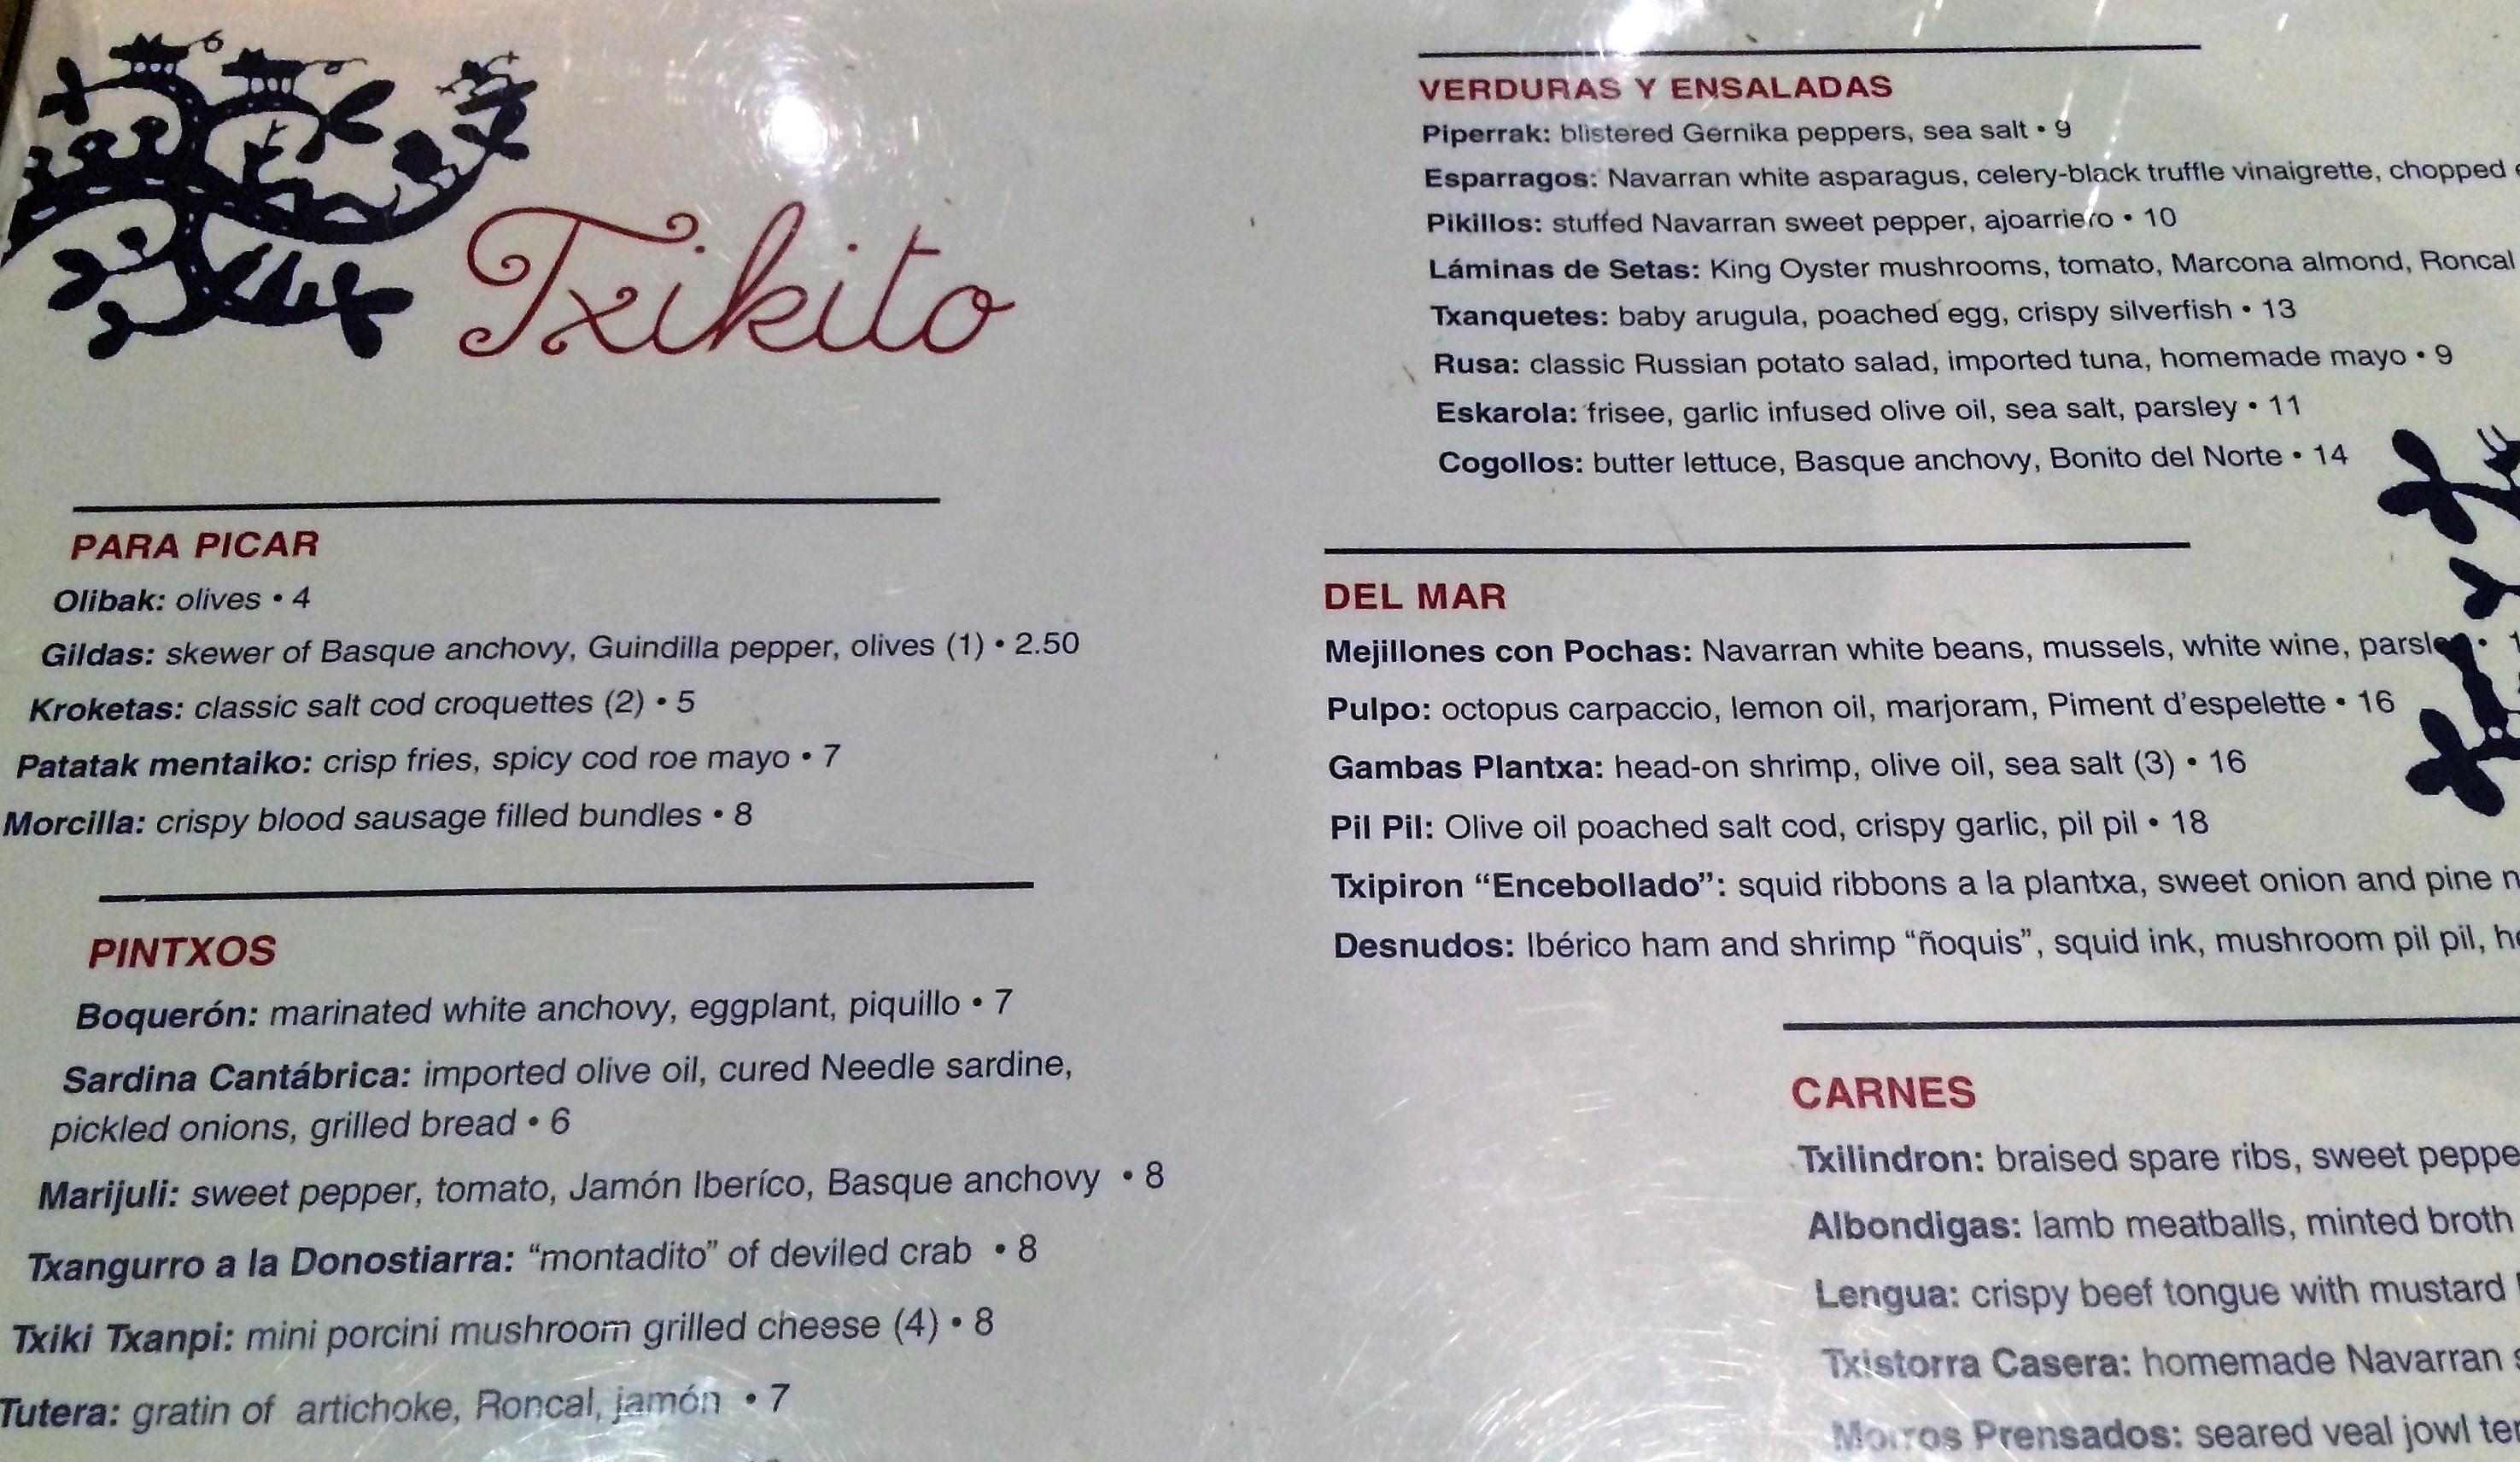 Txikito
PARA PICAR
Olibak: olives • 4
Gildas: skewer of Basque anchovy, Guindilla pepper, olives (1) • 2.50
Kroketas: classic salt cod croquettes (2) • 5
Patatak mentaiko: crisp fries, spicy cod roe mayo • 7
Morcilla: crispy blood sausage filled bundles • 8
PINTXOS
Boquerón: marinated white anchovy, eggplant, piquillo • 7
Sardina Cantábrica: imported olive oil, cured Needle sardine,
pickled onions, grilled bread • 6
Marijuli: sweet pepper, tomato, Jamón Iberíco, Basque anchovy • 8
Txangurro a la Donostiarra: “montadito” of deviled crab • 8
Txiki Txanpi: mini porcini mushroom grilled cheese (4) • 8
Tutera: gratin of artichoke, Roncal, jamón • 7
VERDURAS Y ENSALADAS
Piperrak: blistered Gernika peppers, sea salt • 9
Esparragos: Navarran white asparagus, celery-black truffle vinaigrette, chopped
Pikillos: stuffed Navarran sweet pepper, ajoarriero • 10
Láminas de Setas: King Oyster mushrooms, tomato, Marcona almond, Roncal
Txanquetes: baby arugula, poached egg, crispy silverfish • 13
Rusa: classic Russian potato salad, imported tuna, homemade mayo • 9
Eskarola: frisee, garlic infused olive oil, sea salt, parsley • 11
Cogollos: butter lettuce, Basque anchovy, Bonito del Norte • 14
DEL MAR
Mejillones con Pochas: Navarran white beans, mussels, white wine, parsley •
Pulpo: octopus carpaccio, lemon oil, marjoram, Piment d’espelette • 16
Gambas Plantxa: head-on shrimp, olive oil, sea salt (3) • 16
Pil Pil: Olive oil poached salt cod, crispy garlic, pil pil • 18
Txipiron “Encebollado”: squid ribbons a la plantxa, sweet onion and pine
Desnudos: Ibérico ham and shrimp “ñoquis”, squid ink, mushroom pil pil,
CARNES
Txilindron: braised spare ribs, sweet peppe
Albondigas: lamb meatballs, minted broth
Lengua: crispy beef tongue with mustard
Txistorra Casera: homemade Navarran
Morros Prensados: seared veal jowl